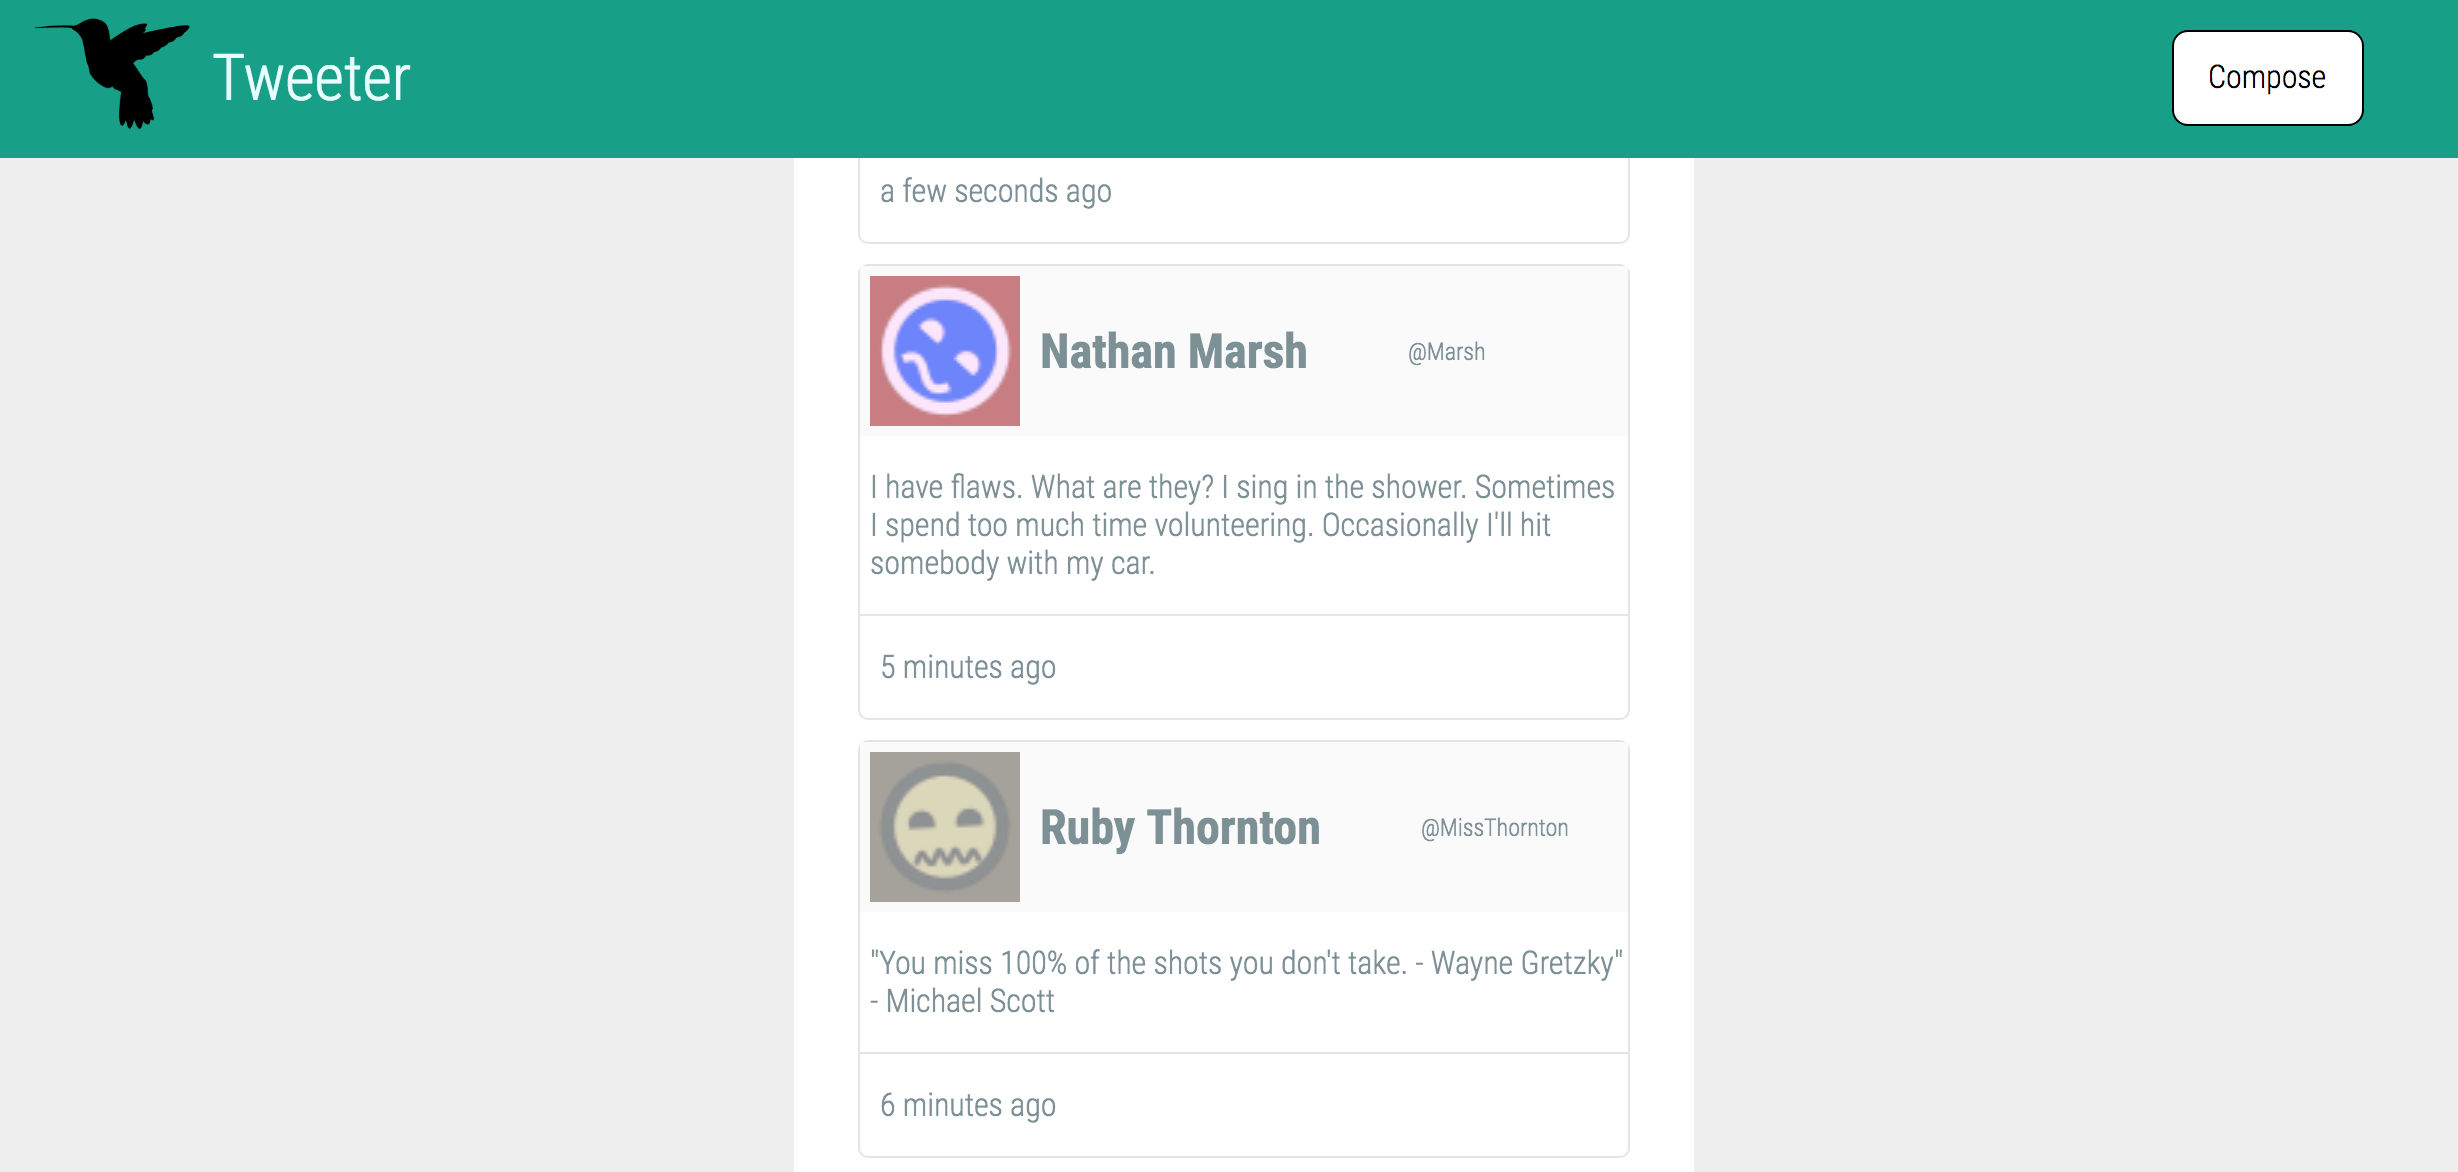 Tweeter
Compose
a few seconds ago
Nathan Marsh @Marsh
I have flaws. What are they? I sing in the shower. Sometimes
I spend too much time volunteering. Occasionally I'll hit
somebody with my car.
5 minutes ago
Ruby Thornton @MissThornton
"You miss 100% of the shots you don't take. - Wayne Gretzky"
- Michael Scott
6 minutes ago